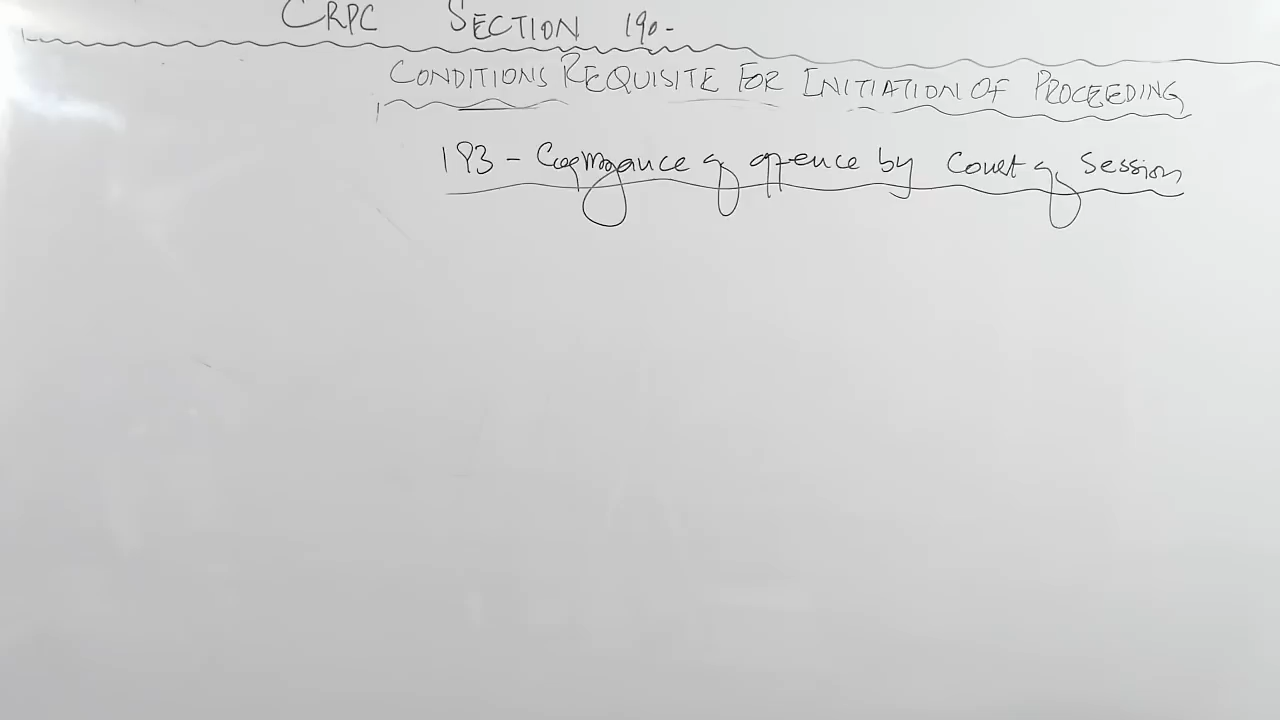 CRPC SECTION 190-
CONDITIONS REQUISITE FOR INITIATION OF PROCEEDING
193 - Cognizance of offence by Court of Session